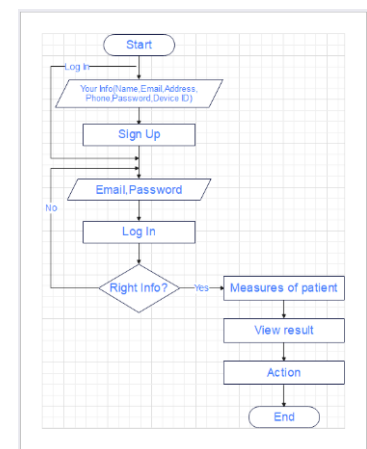 Start
Log In
Your Info(Name,Email,Address,
Phone,Password,Device ID)
Sign Up
Email,Password
No
Log In
Right Info?
Yes
Measures of patient
View result
Action
End